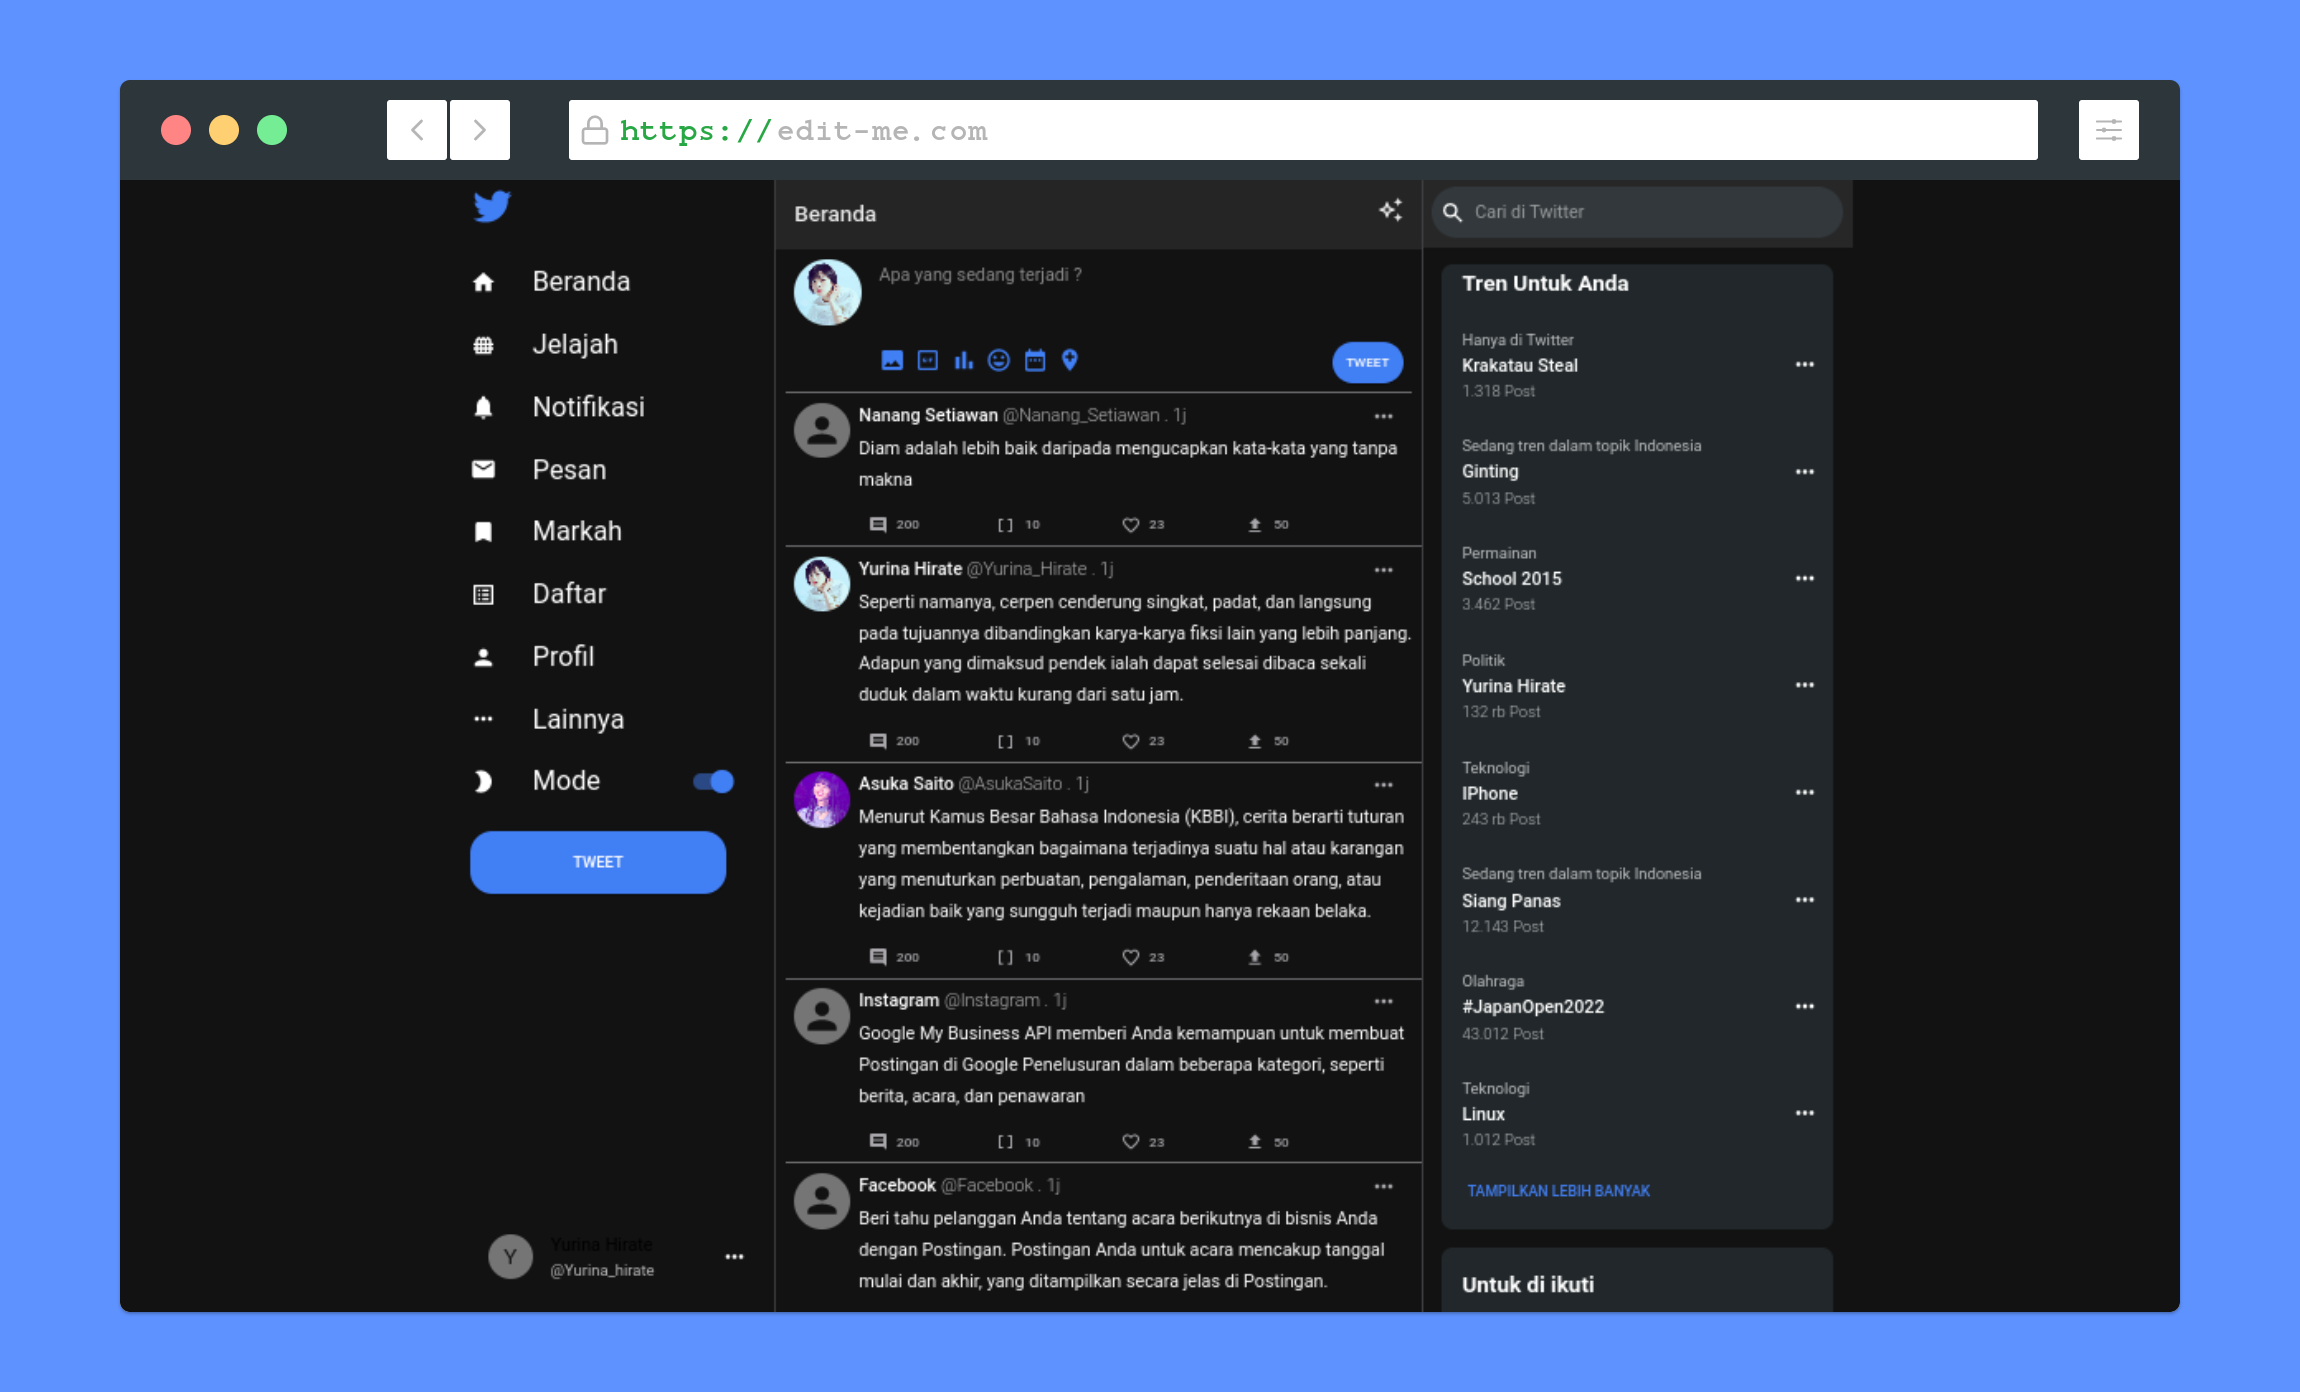 https://edit-me.com
Beranda
Jelajah
Notifikasi
Pesan
Markah
Daftar
Profil
Lainnya
Mode
TWEET
Y
Yurina Hirate
@Yurina_hirate
Beranda
Apa yang sedang terjadi ?
TWEET
Nanang Setiawan @Nanang_Setiawan . 1j
Diam adalah lebih baik daripada mengucapkan kata-kata yang tanpa
makna
200 10 23 50
Yurina Hirate @Yurina_Hirate . 1j
Seperti namanya, cerpen cenderung singkat, padat, dan langsung
pada tujuannya dibandingkan karya-karya fiksi lain yang lebih panjang.
Adapun yang dimaksud pendek ialah dapat selesai dibaca sekali
duduk dalam waktu kurang dari satu jam.
200 10 23 50
Asuka Saito @AsukaSaito . 1j
Menurut Kamus Besar Bahasa Indonesia (KBBI), cerita berarti tuturan
yang membentangkan bagaimana terjadinya suatu hal atau karangan
yang menuturkan perbuatan, pengalaman, penderitaan orang, atau
kejadian baik yang sungguh terjadi maupun hanya rekaan belaka.
200 10 23 50
Instagram @Instagram . 1j
Google My Business API memberi Anda kemampuan untuk membuat
Postingan di Google Penelusuran dalam beberapa kategori, seperti
berita, acara, dan penawaran
200 10 23 50
Facebook @Facebook . 1j
Beri tahu pelanggan Anda tentang acara berikutnya di bisnis Anda
dengan Postingan. Postingan Anda untuk acara mencakup tanggal
mulai dan akhir, yang ditampilkan secara jelas di Postingan.
Cari di Twitter
Tren Untuk Anda
Hanya di Twitter
Krakatau Steal
1.318 Post
Sedang tren dalam topik Indonesia
Ginting
5.013 Post
Permainan
School 2015
3.462 Post
Politik
Yurina Hirate
132 rb Post
Teknologi
IPhone
243 rb Post
Sedang tren dalam topik Indonesia
Siang Panas
12.143 Post
Olahraga
#JapanOpen2022
43.012 Post
Teknologi
Linux
1.012 Post
TAMPILKAN LEBIH BANYAK
Untuk di ikuti